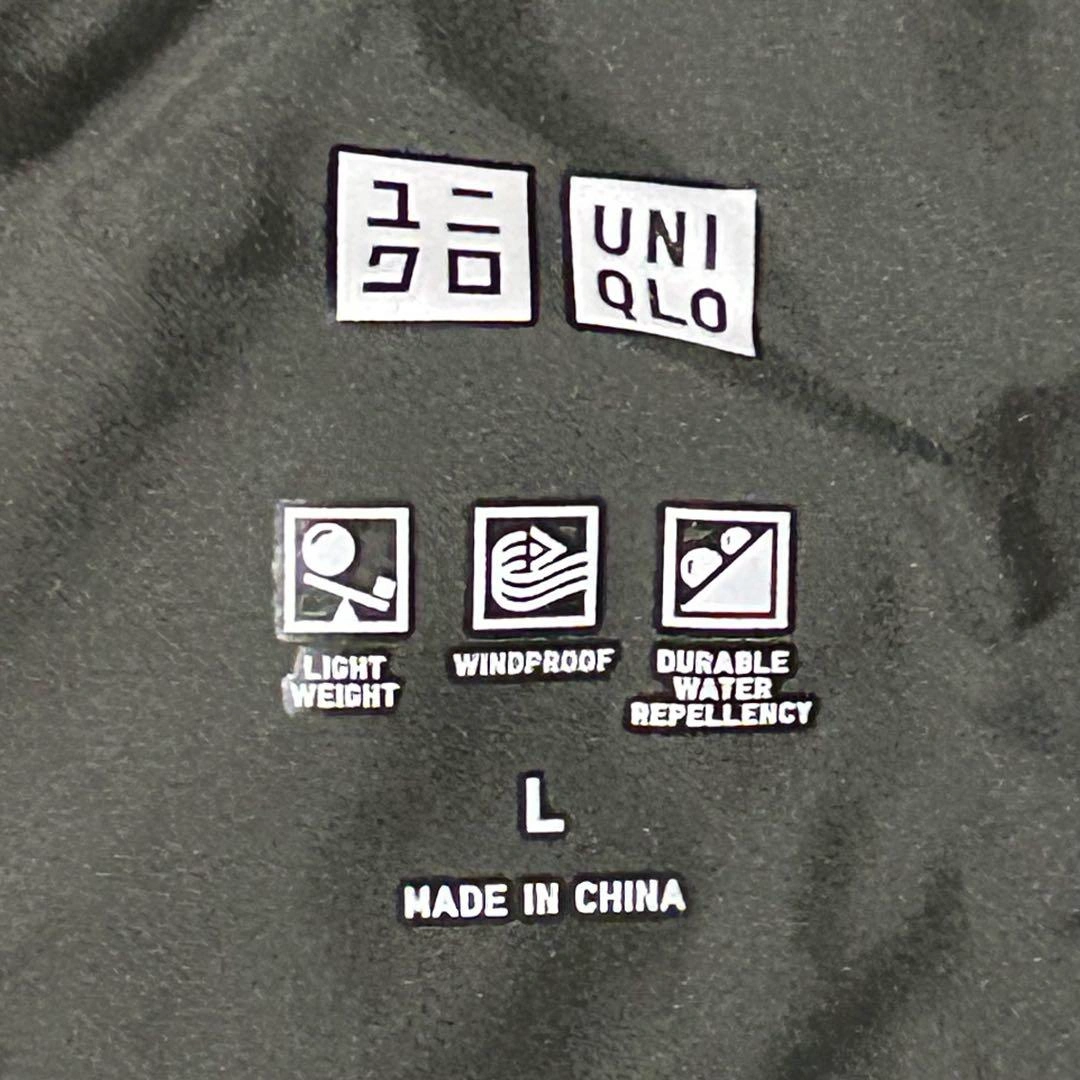 ユニ
クロ
UNI
QLO
LIGHT
WEIGHT
WINDPROOF
DURABLE
WATER
REPELLENCY
L
MADE IN CHINA